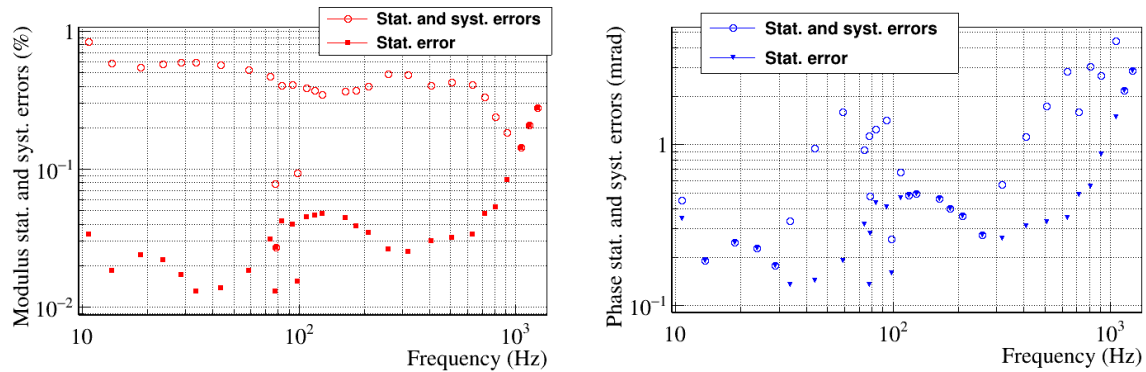 Modulus stat. and syst. errors (%)
1
10⁻¹
10⁻²
Stat. and syst. errors
Stat. error
10
10²
10³
Frequency (Hz)
Phase stat. and syst. errors (mrad)
1
10⁻¹
Stat. and syst. errors
Stat. error
10
10²
10³
Frequency (Hz)